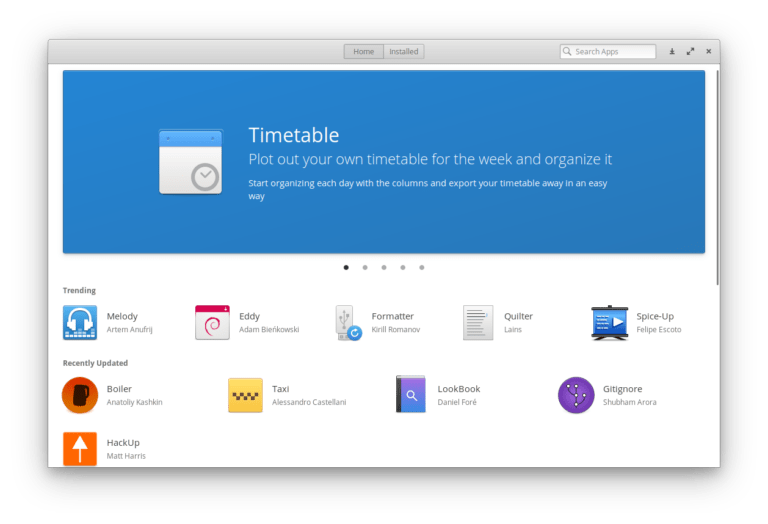 Home Installed Search Apps
Timetable
Plot out your own timetable for the week and organize it
Start organizing each day with the columns and export your timetable away in an easy
way
Trending
Melody Eddy Formatter Quilter Spice-Up
Artem Anufrij Adam Bieńkowski Kirill Romanov Lains Felipe Escoto
Recently Updated
Boiler Taxi LookBook Gitignore
Anatoliy Kashkin Alessandro Castellani Daniel Foré Shubham Arora
HackUp
Matt Harris